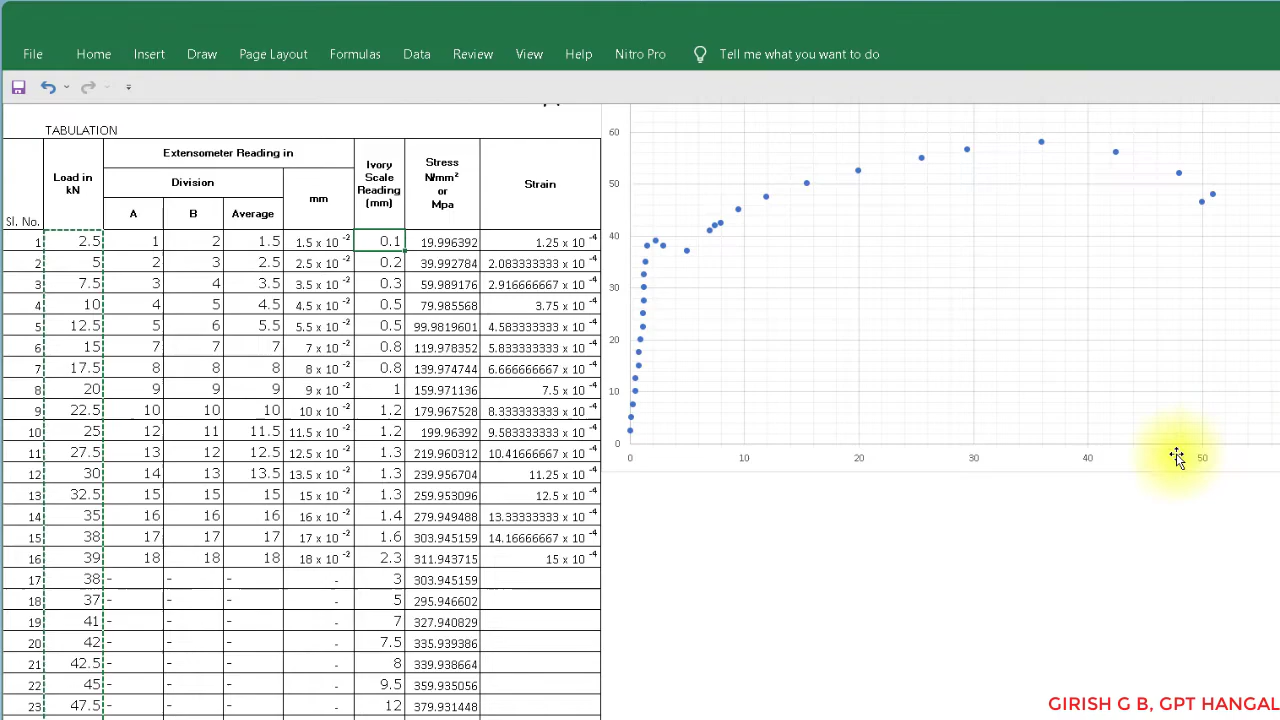 File Home Insert Draw Page Layout Formulas Data Review View Help Nitro Pro Tell me what you want to do
TABULATION
Sl. No. Load in kN Extensometer Reading in Ivory Scale Reading (mm) Stress N/mm² or Mpa Strain
Division mm
A B Average
1 2.5 1 2 1.5 1.5 x 10 -2 0.1 19.996392 1.25 x 10 -4
2 5 2 3 2.5 2.5 x 10 -2 0.2 39.992784 2.083333333 x 10 -4
3 7.5 3 4 3.5 3.5 x 10 -2 0.3 59.989176 2.916666667 x 10 -4
4 10 4 5 4.5 4.5 x 10 -2 0.5 79.985568 3.75 x 10 -4
5 12.5 5 6 5.5 5.5 x 10 -2 0.5 99.9819601 4.583333333 x 10 -4
6 15 7 7 7 7 x 10 -2 0.8 119.978352 5.833333333 x 10 -4
7 17.5 8 8 8 8 x 10 -2 0.8 139.974744 6.666666667 x 10 -4
8 20 9 9 9 9 x 10 -2 1 159.971136 7.5 x 10 -4
9 22.5 10 10 10 10 x 10 -2 1.2 179.967528 8.333333333 x 10 -4
10 25 12 11 11.5 11.5 x 10 -2 1.2 199.96392 9.583333333 x 10 -4
11 27.5 13 12 12.5 12.5 x 10 -2 1.3 219.960312 10.41666667 x 10 -4
12 30 14 13 13.5 13.5 x 10 -2 1.3 239.956704 11.25 x 10 -4
13 32.5 15 15 15 15 x 10 -2 1.3 259.953096 12.5 x 10 -4
14 35 16 16 16 16 x 10 -2 1.4 279.949488 13.33333333 x 10 -4
15 38 17 17 17 17 x 10 -2 1.6 303.945159 14.16666667 x 10 -4
16 39 18 18 18 18 x 10 -2 2.3 311.943715 15 x 10 -4
17 38 - - - - 3 303.945159
18 37 - - - - 5 295.946602
19 41 - - - - 7 327.940829
20 42 - - - - 7.5 335.939386
21 42.5 - - - - 8 339.938664
22 45 - - - - 9.5 359.935056
23 47.5 - - - - 12 379.931448
60
50
40
30
20
10
0
0 10 20 30 40 50
GIRISH G B, GPT HANGAL